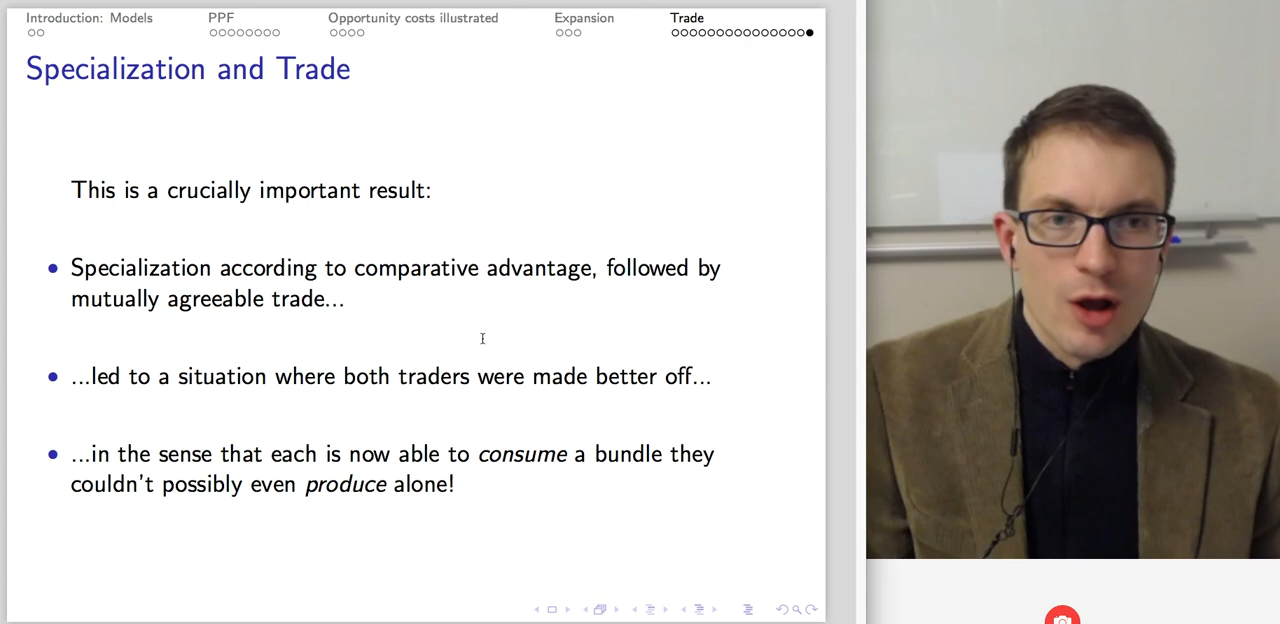 Introduction: Models PPF Opportunity costs illustrated Expansion Trade
Specialization and Trade
This is a crucially important result:
• Specialization according to comparative advantage, followed by
mutually agreeable trade...
• ...led to a situation where both traders were made better off...
• ...in the sense that each is now able to consume a bundle they
couldn't possibly even produce alone!